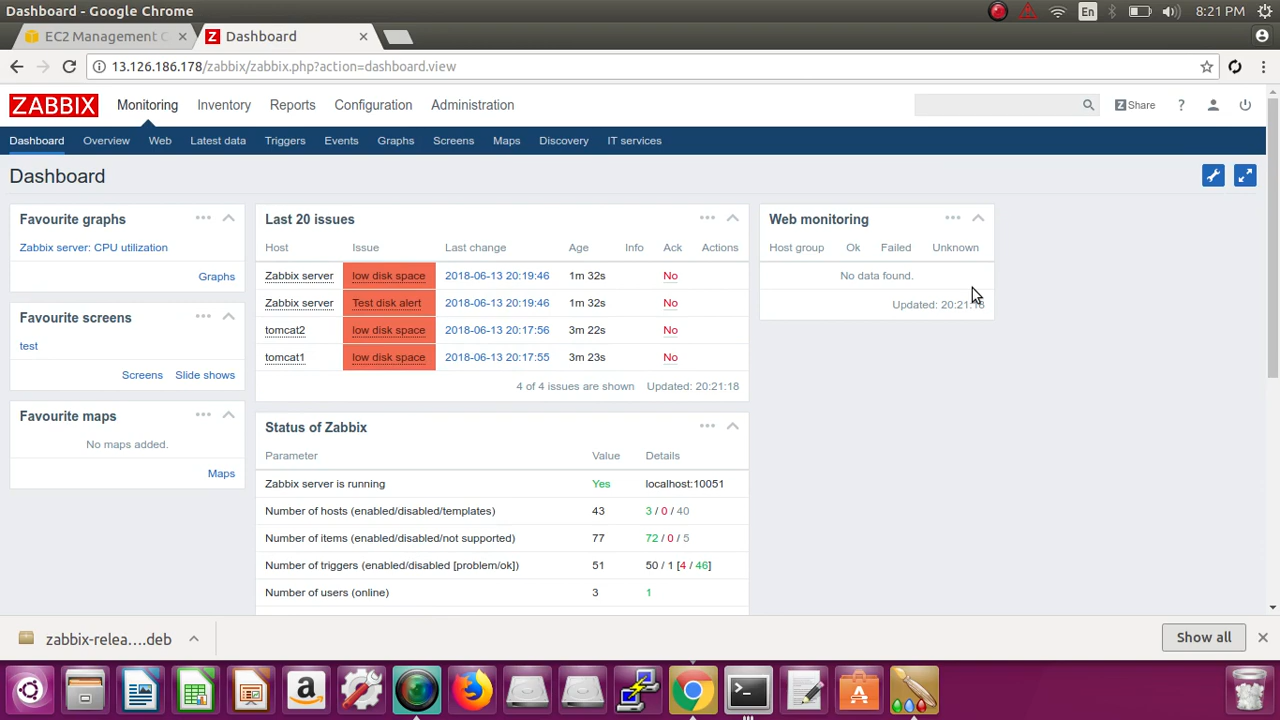 Dashboard - Google Chrome
En
8:21 PM
EC2 Management C
Dashboard
13.126.186.178/zabbix/zabbix.php?action=dashboard.view
ZABBIX
Monitoring Inventory Reports Configuration Administration
Z Share ?
Dashboard Overview Web Latest data Triggers Events Graphs Screens Maps Discovery IT services
Dashboard
Favourite graphs
Zabbix server: CPU utilization
Graphs
Favourite screens
test
Screens Slide shows
Favourite maps
No maps added.
Maps
Last 20 issues
Host Issue Last change Age Info Ack Actions
Zabbix server low disk space 2018-06-13 20:19:46 1m 32s No
Zabbix server Test disk alert 2018-06-13 20:19:46 1m 32s No
tomcat2 low disk space 2018-06-13 20:17:56 3m 22s No
tomcat1 low disk space 2018-06-13 20:17:55 3m 23s No
4 of 4 issues are shown Updated: 20:21:18
Status of Zabbix
Parameter Value Details
Zabbix server is running Yes localhost:10051
Number of hosts (enabled/disabled/templates) 43 3 / 0 / 40
Number of items (enabled/disabled/not supported) 77 72 / 0 / 5
Number of triggers (enabled/disabled [problem/ok]) 51 50 / 1 [4 / 46]
Number of users (online) 3 1
Web monitoring
Host group Ok Failed Unknown
No data found.
Updated: 20:21:18
zabbix-relea....deb
Show all